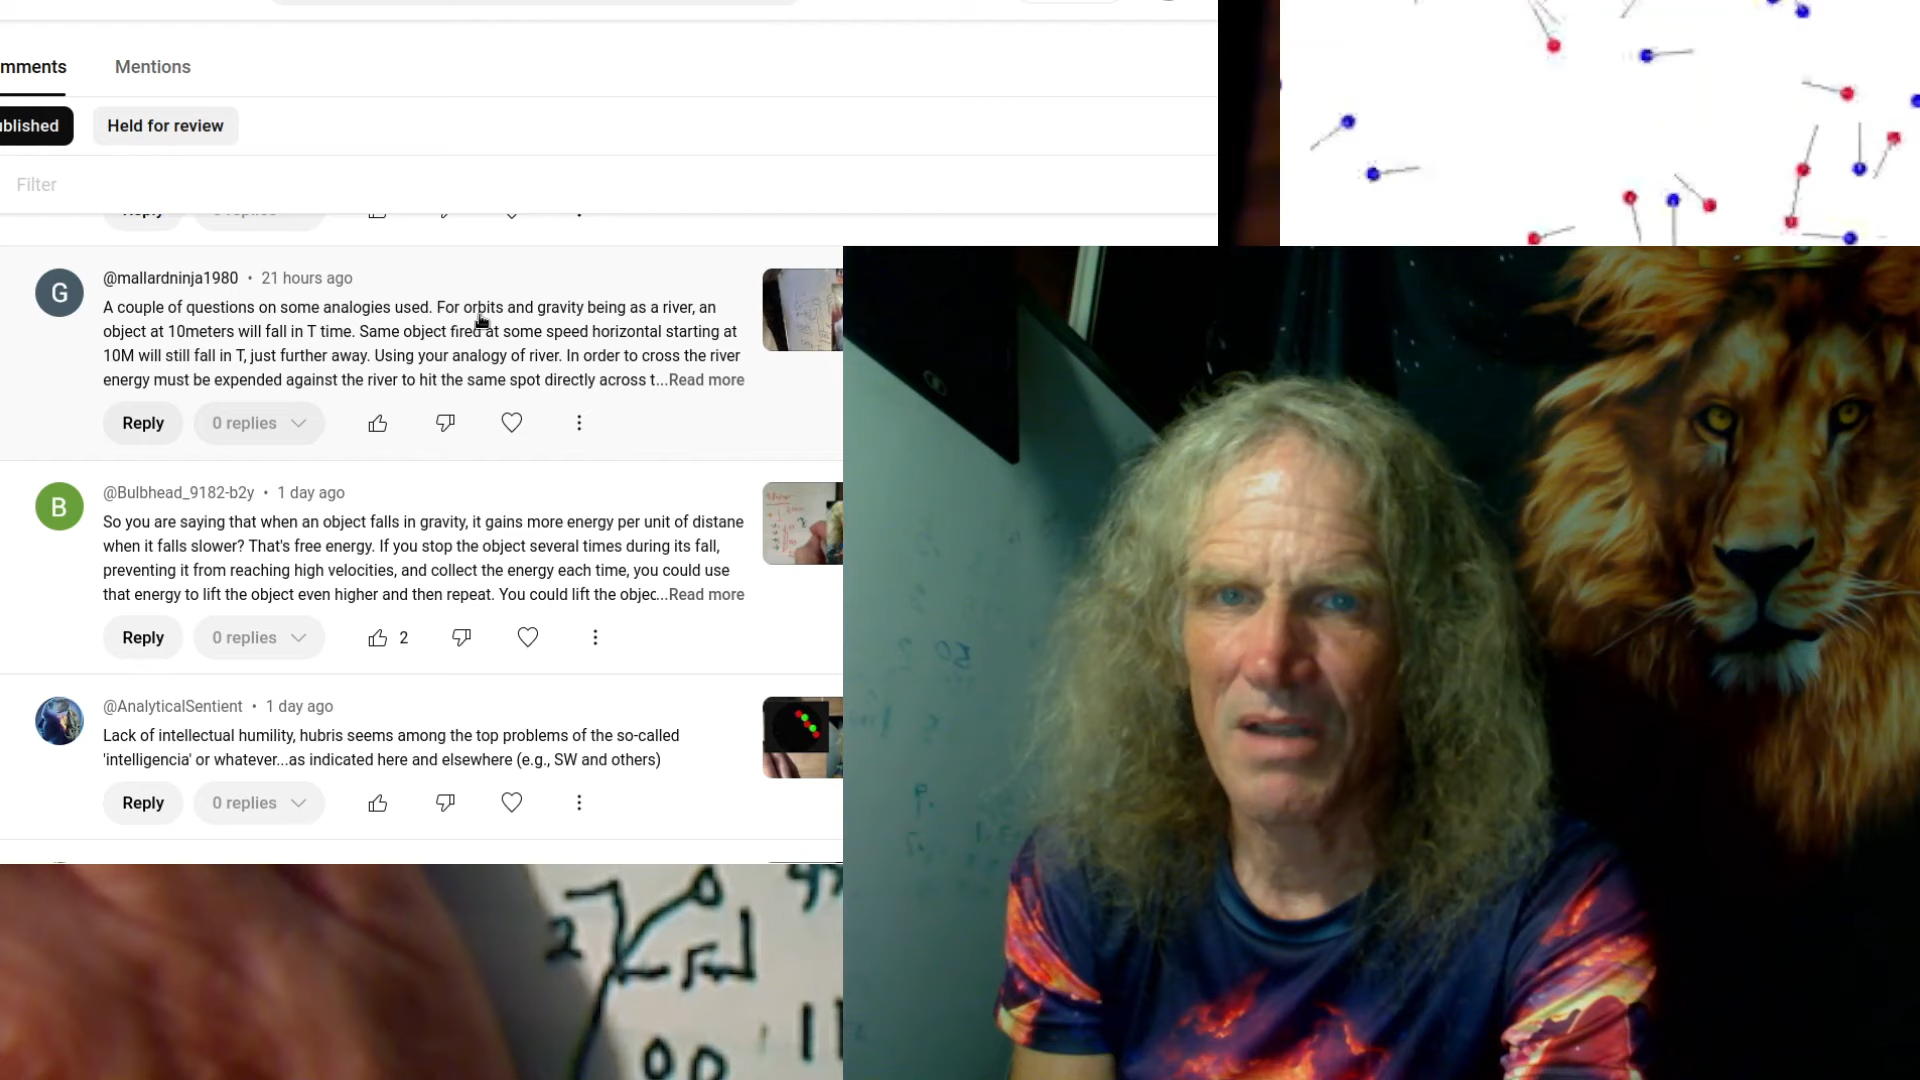 mments
Mentions
ublished
Held for review
Filter
@mallardninja1980 • 21 hours ago
A couple of questions on some analogies used. For orbits and gravity being as a river, an
object at 10meters will fall in T time. Same object fired at some speed horizontal starting at
10M will still fall in T, just further away. Using your analogy of river. In order to cross the river
energy must be expended against the river to hit the same spot directly across t...Read more
Reply
0 replies
@Bulbhead_9182-b2y • 1 day ago
So you are saying that when an object falls in gravity, it gains more energy per unit of distane
when it falls slower? That's free energy. If you stop the object several times during its fall,
preventing it from reaching high velocities, and collect the energy each time, you could use
that energy to lift the object even higher and then repeat. You could lift the objec...Read more
Reply
0 replies
2
@AnalyticalSentient • 1 day ago
Lack of intellectual humility, hubris seems among the top problems of the so-called
'intelligencia' or whatever...as indicated here and elsewhere (e.g., SW and others)
Reply
0 replies